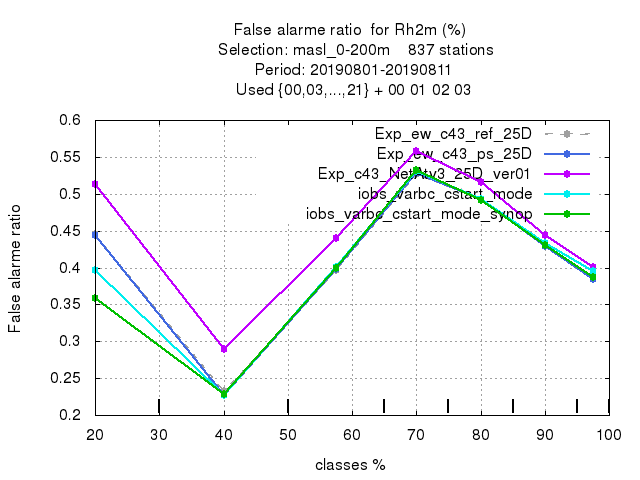 False alarme ratio  for Rh2m (%)
Selection: masl_0-200m    837 stations
Period: 20190801-20190811
Used {00,03,...,21} + 00 01 02 03
Exp_ew_c43_ref_25D
Exp_ew_c43_ps_25D
Exp_c43_NetAtv3_25D_ver01
iobs_varbc_cstart_mode
iobs_varbc_cstart_mode_synop
0.6
0.55
0.5
0.45
0.4
0.35
0.3
0.25
0.2
False alarme ratio
20 30 40 50 60 70 80 90 100
classes %